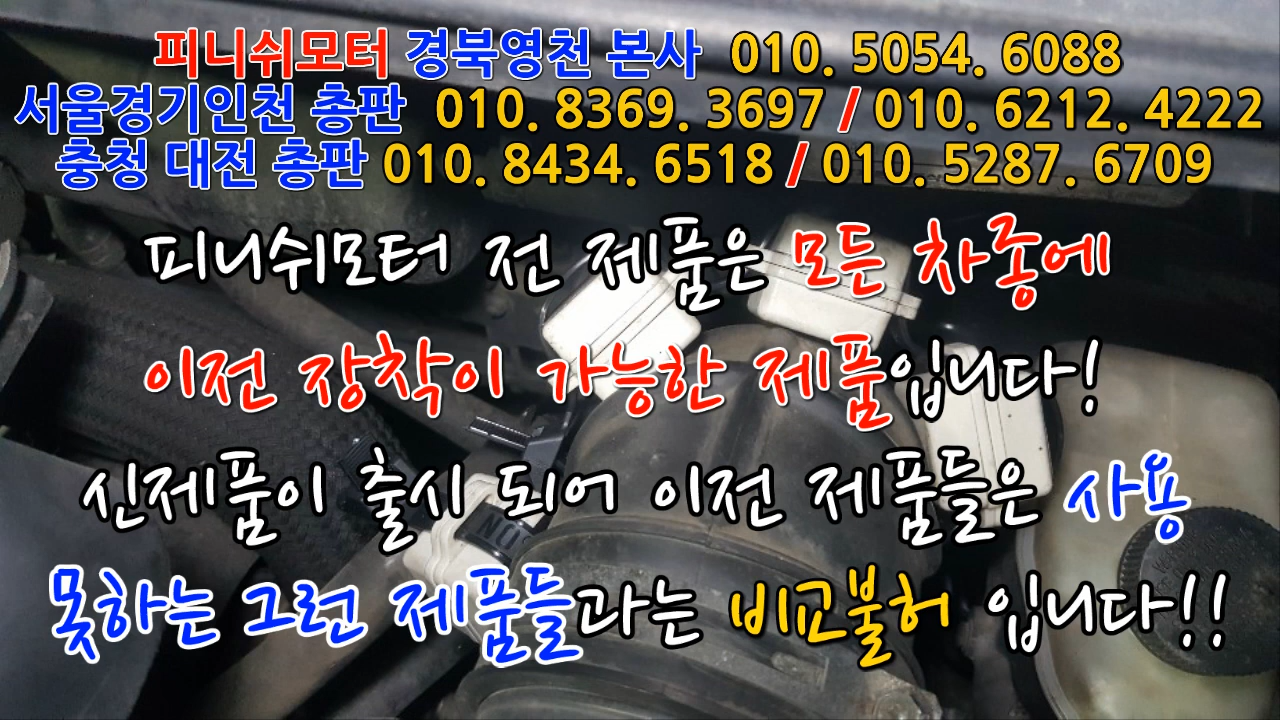 피니쉬모터 경북영천 본사 010. 5054. 6088
서울경기인천 총판 010. 8369. 3697 / 010. 6212. 4222
충청 대전 총판 010. 8434. 6518 / 010. 5287. 6709
피니쉬모터 전 제품은 모든 차종에
이전 장착이 가능한 제품입니다!
신제품이 출시 되어 이전 제품들은 사용
못하는 그런 제품들과는 비교불허 입니다!!